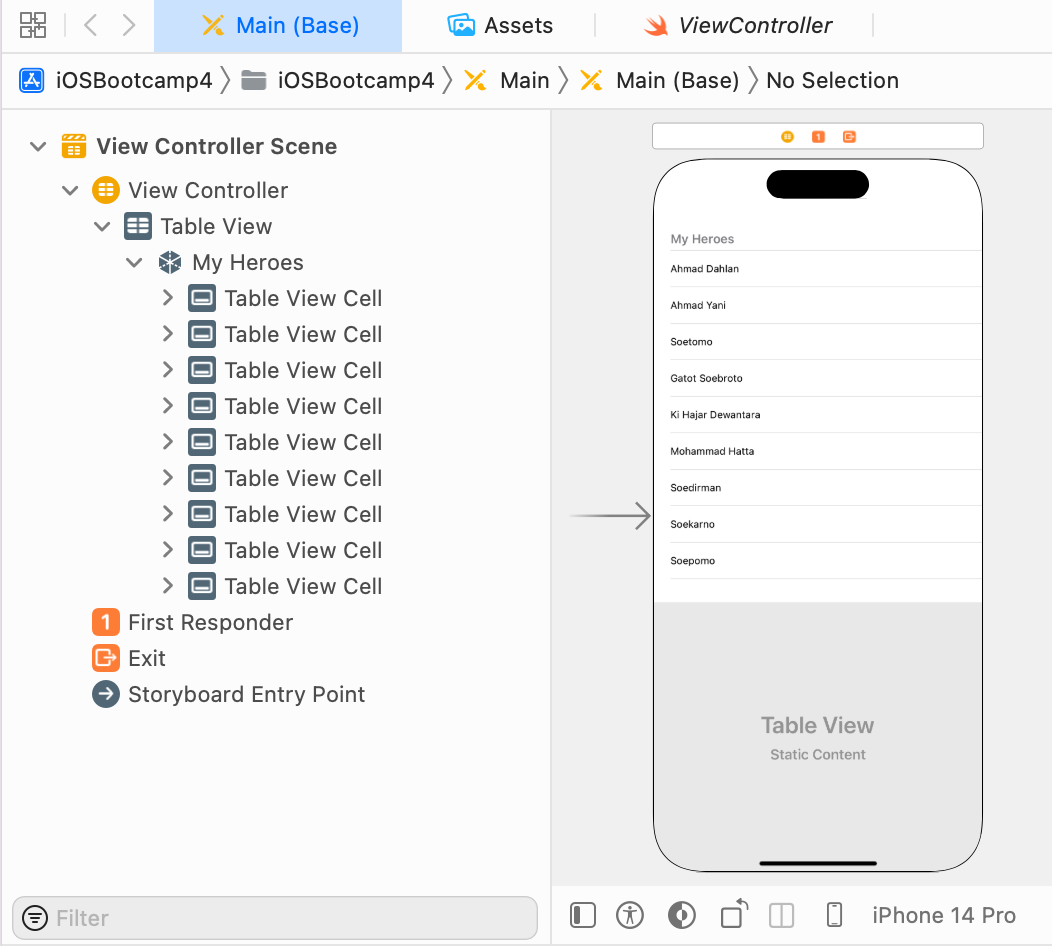 Main (Base)
Assets
ViewController
iOSBootcamp4
iOSBootcamp4
Main
Main (Base)
No Selection
View Controller Scene
View Controller
Table View
My Heroes
Table View Cell
Table View Cell
Table View Cell
Table View Cell
Table View Cell
Table View Cell
Table View Cell
Table View Cell
Table View Cell
1 First Responder
Exit
Storyboard Entry Point
Filter
1
My Heroes
Ahmad Dahlan
Ahmad Yani
Soetomo
Gatot Soebroto
Ki Hajar Dewantara
Mohammad Hatta
Soedirman
Soekarno
Soepomo
Table View
Static Content
iPhone 14 Pro